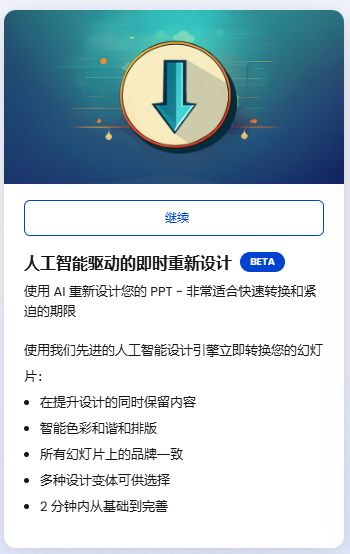 继续
人工智能驱动的即时重新设计 BETA
使用 AI 重新设计您的 PPT - 非常适合快速转换和紧
迫的期限
使用我们先进的人工智能设计引擎立即转换您的幻灯
片：
• 在提升设计的同时保留内容
• 智能色彩和谐和排版
• 所有幻灯片上的品牌一致
• 多种设计变体可供选择
• 2 分钟内从基础到完善